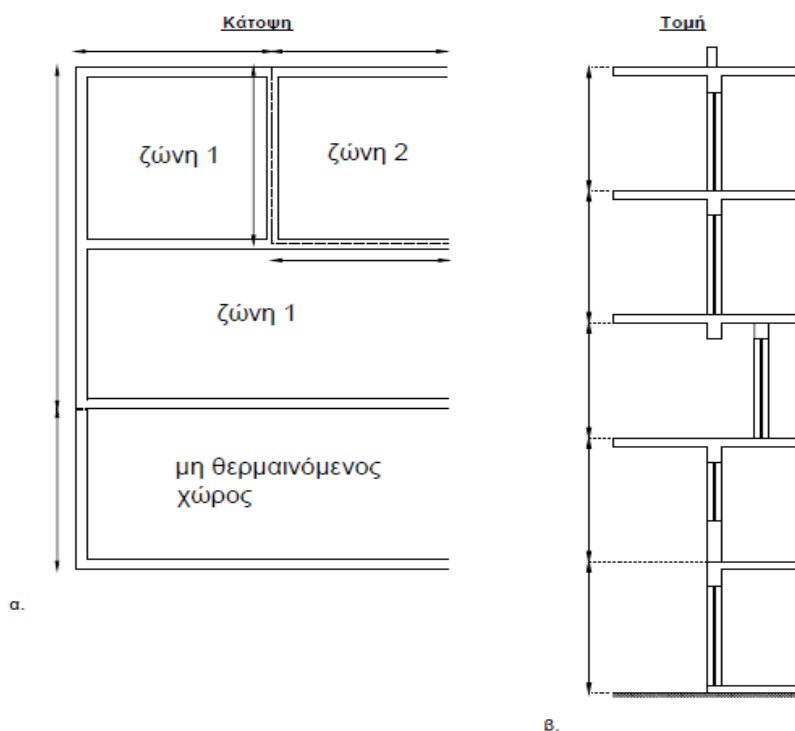 Κάτοψη
Τομή
ζώνη 1
ζώνη 2
ζώνη 1
μη θερμαινόμενος
χώρος
α.
β.